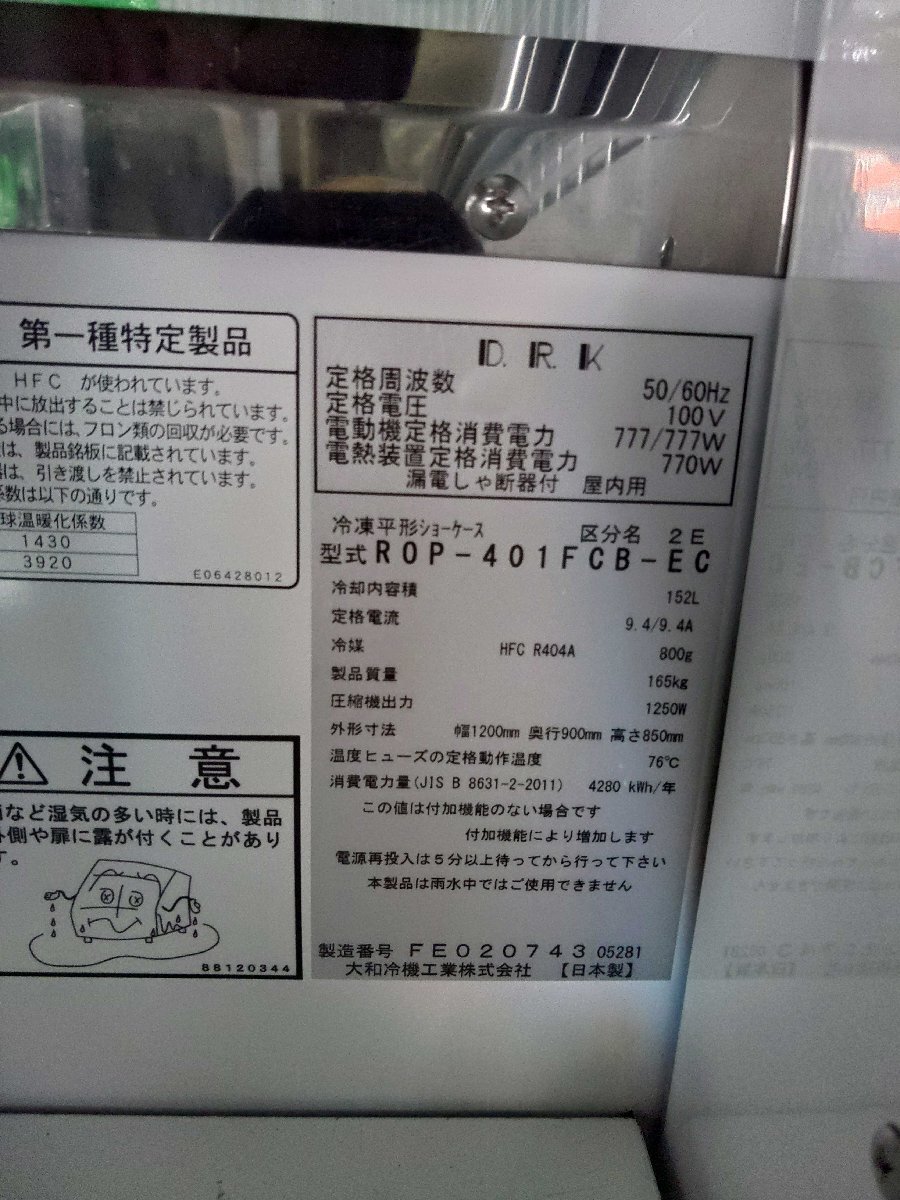 第一種特定製品
HFC が使われています。
中に放出することは禁じられています。
る場合には、フロン類の回収が必要です。
は、製品銘板に記載されています。
は、引き渡しを禁止されています。
係数は以下の通りです。
球温暖化係数
1430
3920
E06428012
注意
など湿気の多い時には、製品
外側や扉に露が付くことがあり
す。
88120344
D.R.K
定格周波数 50/60Hz
定格電圧 100V
電動機定格消費電力 777/777W
電熱装置定格消費電力 770W
漏電しゃ断器付 屋内用
冷凍平形ショーケース 区分名 2E
型式 ROP-401FCB-EC
冷却内容積 152L
定格電流 9.4/9.4A
冷媒 HFC R404A 800g
製品質量 165kg
圧縮機出力 1250W
外形寸法 幅1200mm 奥行900mm 高さ850mm
温度ヒューズの定格動作温度 76℃
消費電力量(JIS B 8631-2-2011) 4280 kWh/年
この値は付加機能のない場合です
付加機能により増加します
電源再投入は5分以上待ってから行って下さい
本製品は雨水中ではご使用できません
製造番号 FE020743 05281
大和冷機工業株式会社 【日本製】